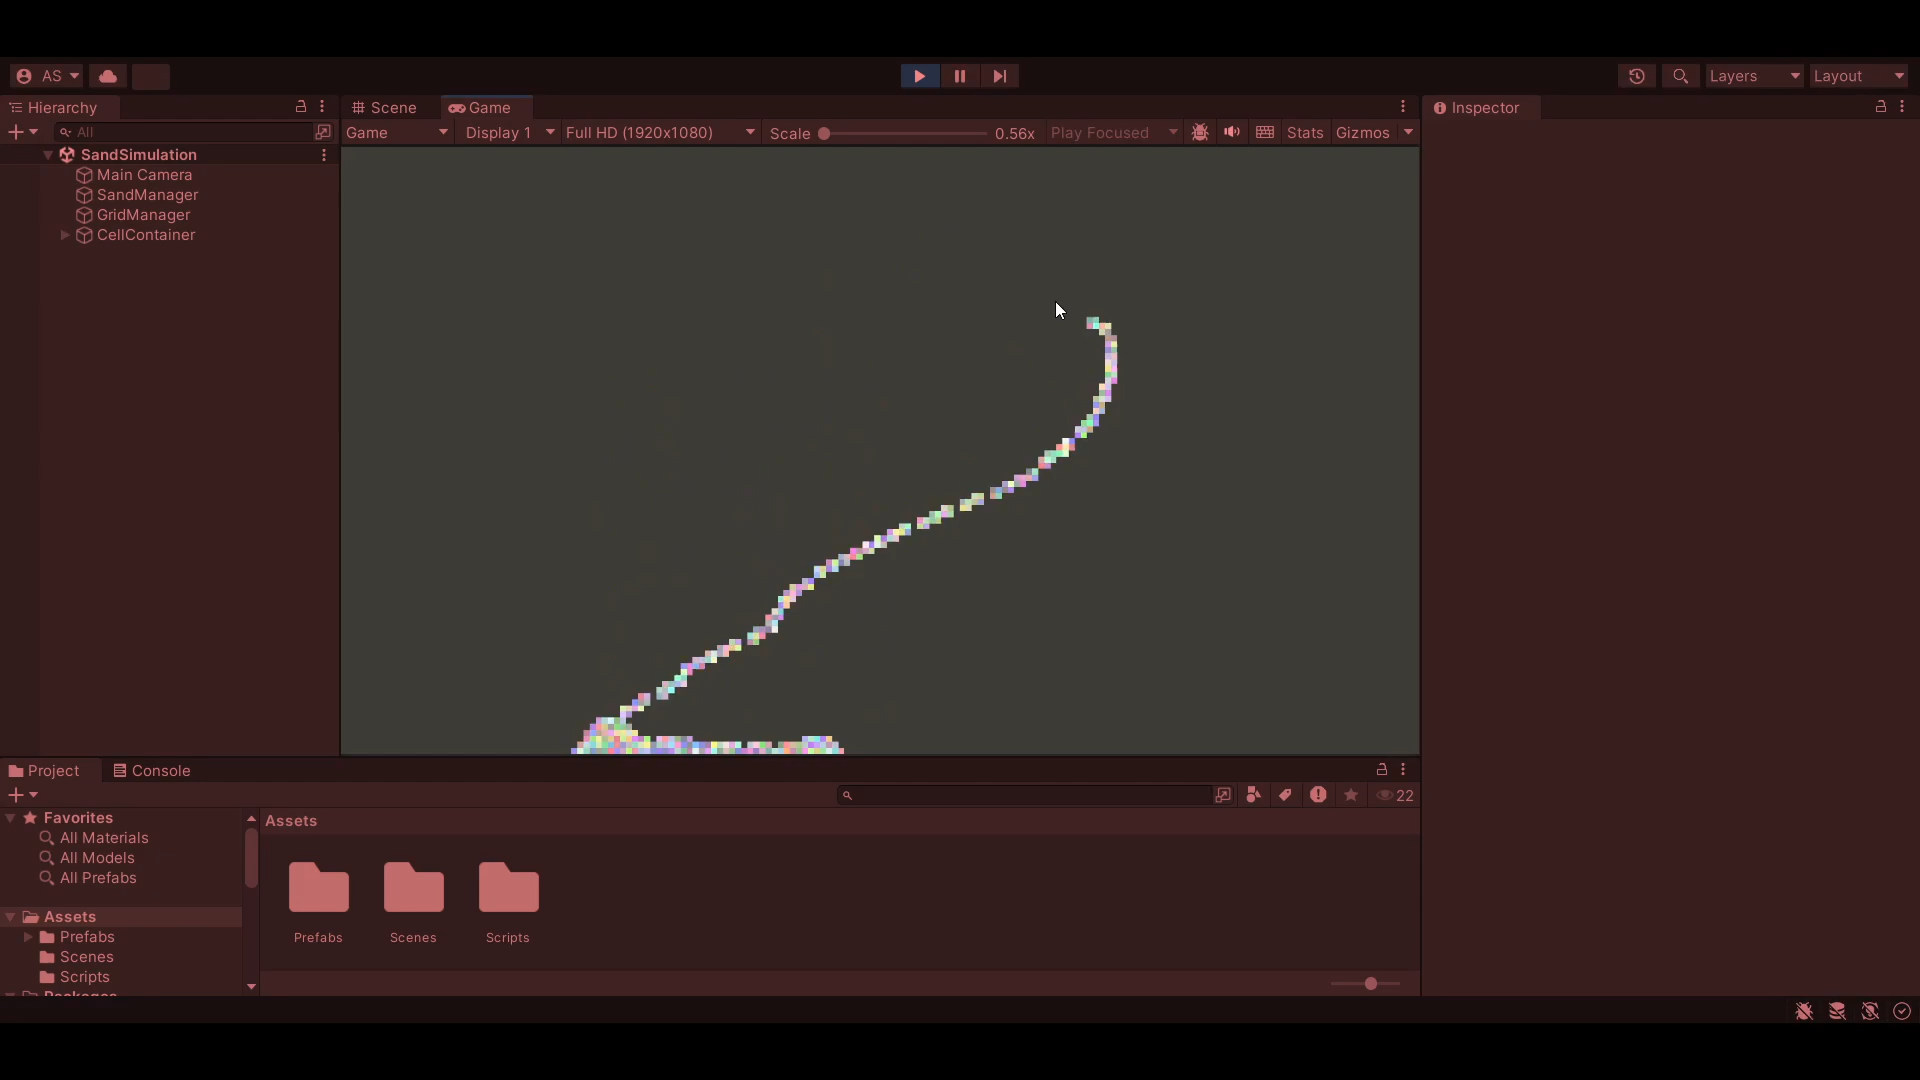 AS
Layers
Layout
Hierarchy
Scene
Game
Inspector
All
Game
Display 1
Full HD (1920x1080)
Scale
0.56x
Play Focused
Stats
Gizmos
SandSimulation
Main Camera
SandManager
GridManager
CellContainer
Project
Console
22
Favorites
All Materials
All Models
All Prefabs
Assets
Prefabs
Scenes
Scripts
Packages
Assets
Prefabs
Scenes
Scripts